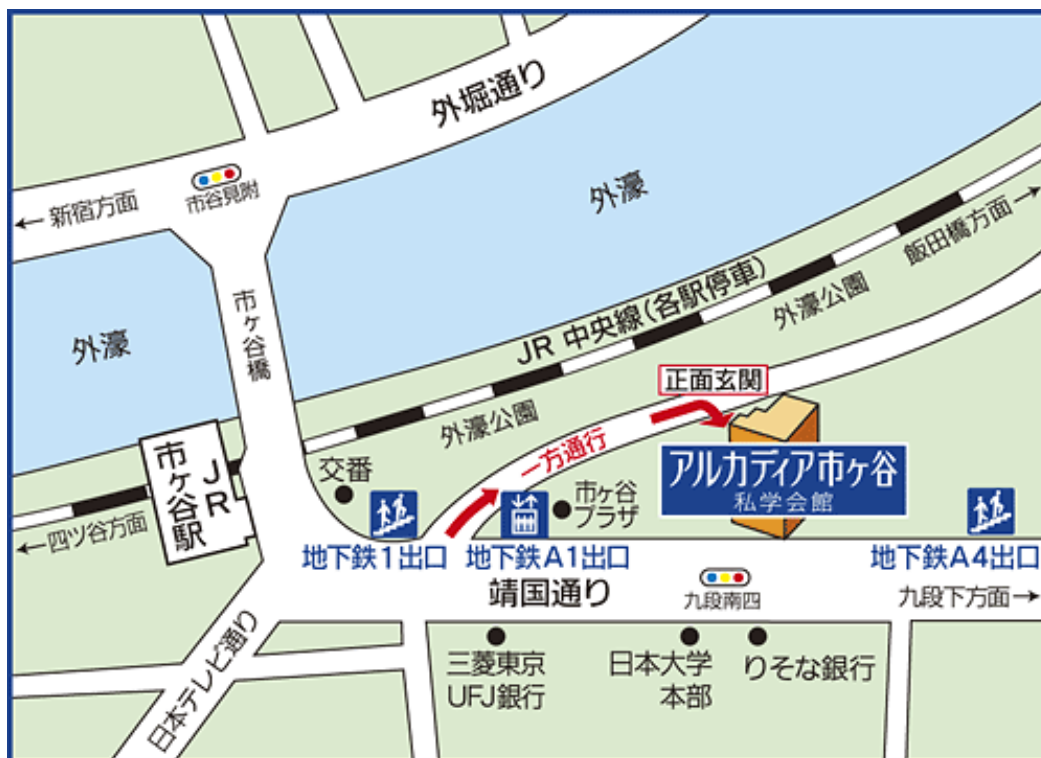 外堀通り
市谷見附
← 新宿方面
外濠
飯田橋方面 →
市ヶ谷橋
外濠
JR 中央線(各駅停車)
外濠公園
正面玄関
外濠公園
一方通行
アルカディア市ヶ谷
私学会館
JR
市ヶ谷駅
交番
市ヶ谷
プラザ
← 四ツ谷方面
地下鉄1出口
地下鉄A1出口
地下鉄A4出口
靖国通り
九段南四
九段下方面→
日本テレビ通り
三菱東京
UFJ銀行
日本大学
本部
りそな銀行